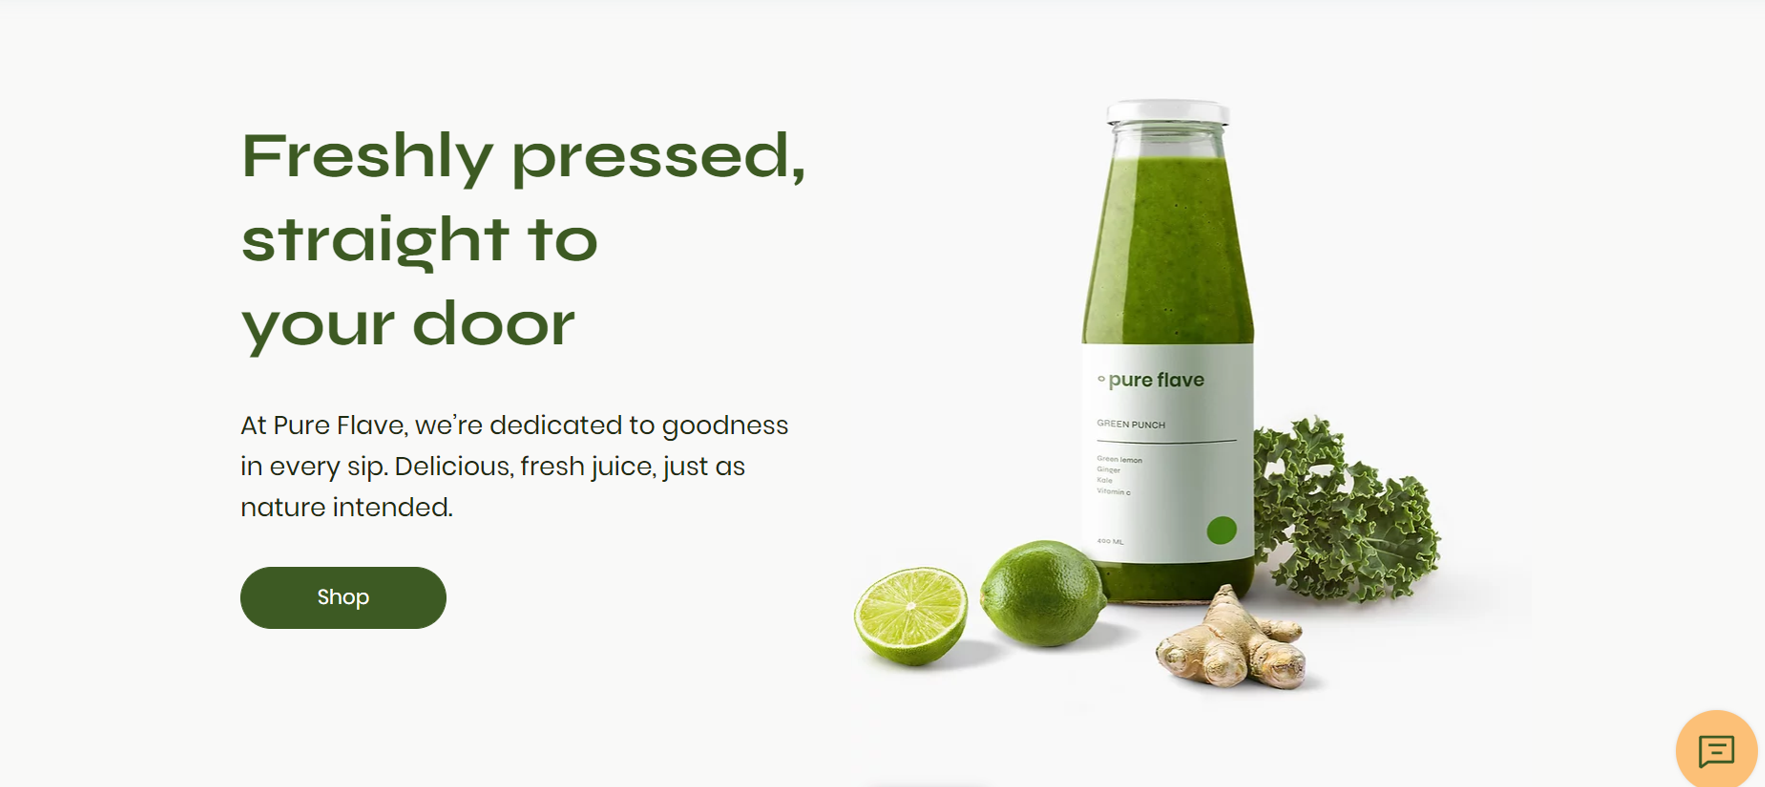 Freshly pressed,
straight to
your door
At Pure Flave, we’re dedicated to goodness
in every sip. Delicious, fresh juice, just as
nature intended.
Shop
pure flave
GREEN PUNCH
Green lemon
Ginger
Kale
Vitamin c
400 ML